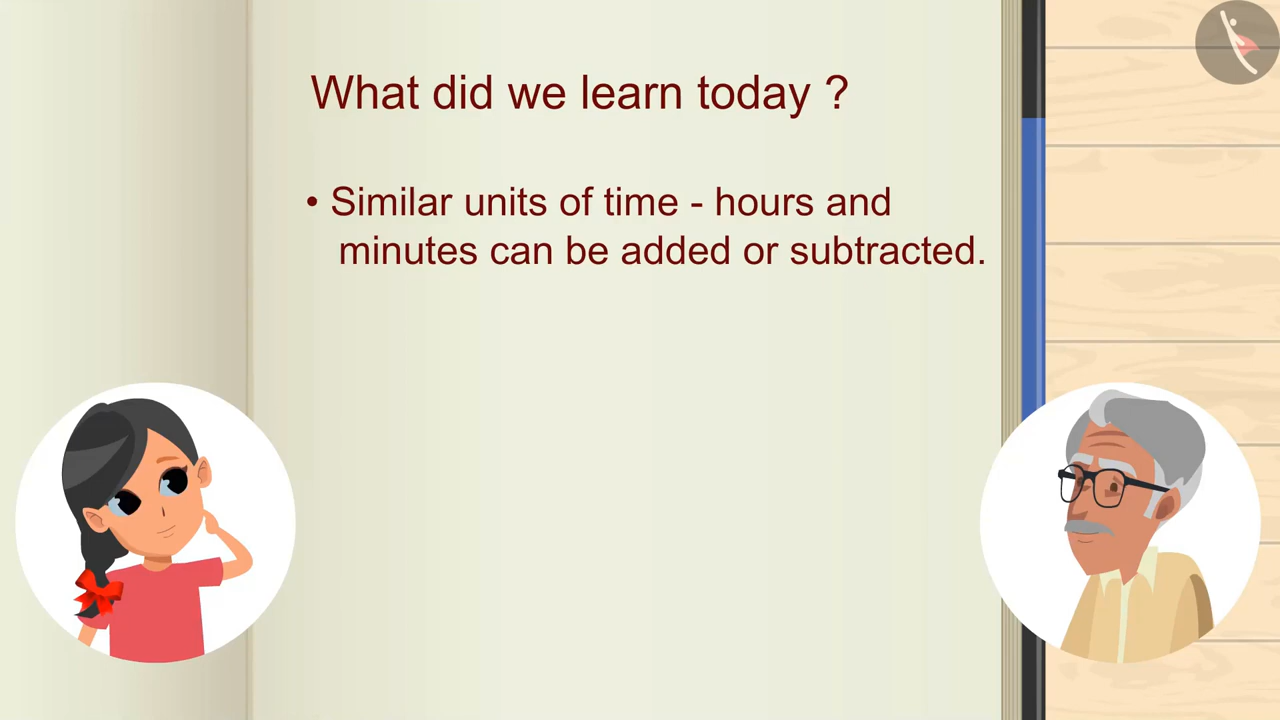 What did we learn today ?
• Similar units of time - hours and
minutes can be added or subtracted.